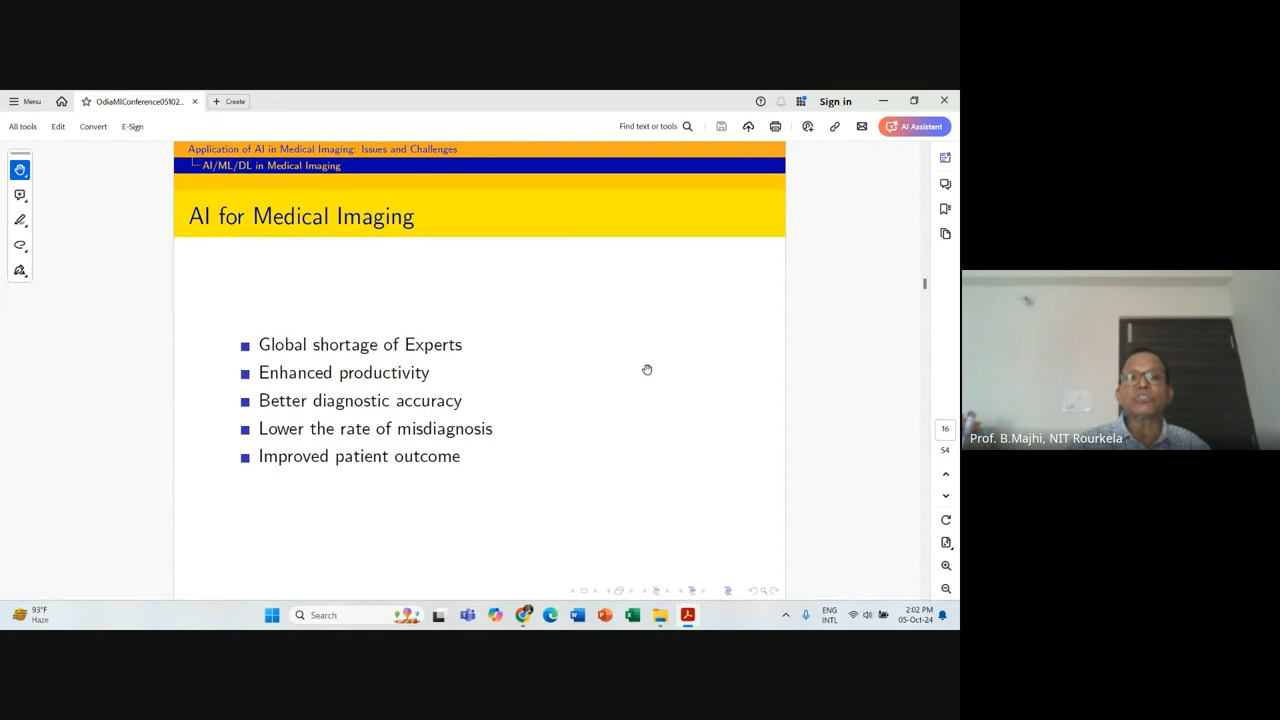 Menu
OdiaMIConference05102...
Create
Sign in
All tools
Edit
Convert
E-Sign
Find text or tools
AI Assistant
Application of AI in Medical Imaging: Issues and Challenges
AI/ML/DL in Medical Imaging
AI for Medical Imaging
Global shortage of Experts
Enhanced productivity
Better diagnostic accuracy
Lower the rate of misdiagnosis
Improved patient outcome
16
54
Prof. B.Majhi, NIT Rourkela
93°F
Haze
Search
ENG
INTL
2:02 PM
05-Oct-24